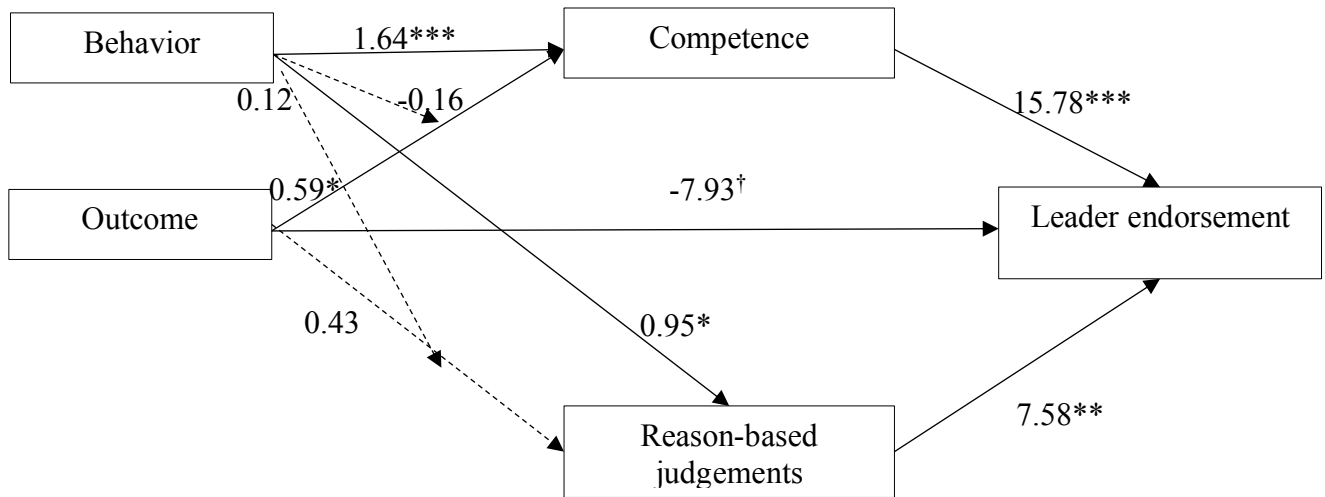 Behavior
1.64***
Competence
0.12
-0.16
15.78***
Outcome
0.59*
-7.93†
Leader endorsement
0.43
0.95*
Reason-based
judgements
7.58**